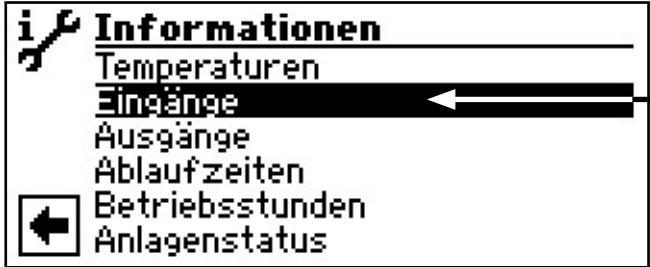 Informationen
Temperaturen
Eingänge
Ausgänge
Ablaufzeiten
Betriebsstunden
Anlagenstatus